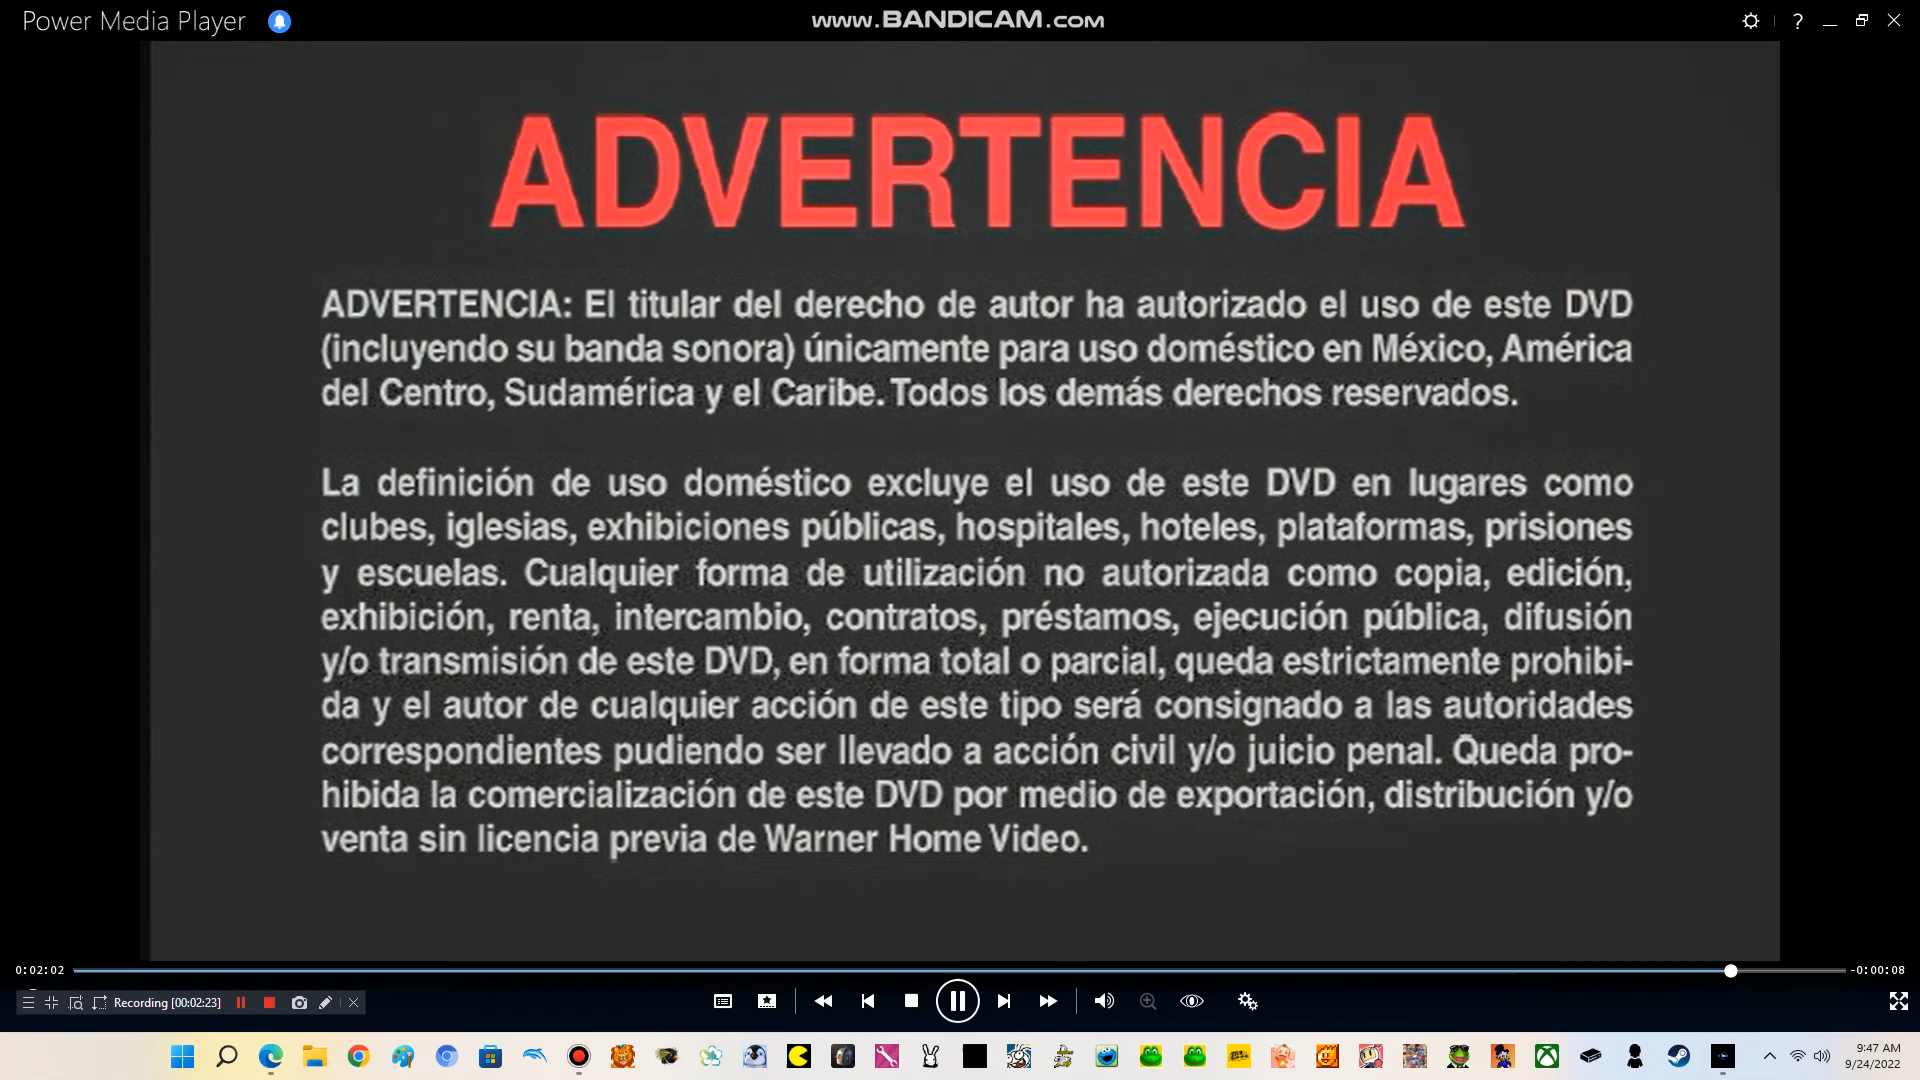 Power Media Player
www.BANDICAM.com
?
ADVERTENCIA
ADVERTENCIA: El titular del derecho de autor ha autorizado el uso de este DVD
(incluyendo su banda sonora) únicamente para uso doméstico en México, América
del Centro, Sudamérica y el Caribe. Todos los demás derechos reservados.
La definición de uso doméstico excluye el uso de este DVD en lugares como
clubes, iglesias, exhibiciones públicas, hospitales, hoteles, plataformas, prisiones
y escuelas. Cualquier forma de utilización no autorizada como copia, edición,
exhibición, renta, intercambio, contratos, préstamos, ejecución pública, difusión
y/o transmisión de este DVD, en forma total o parcial, queda estrictamente prohibi-
da y el autor de cualquier acción de este tipo será consignado a las autoridades
correspondientes pudiendo ser llevado a acción civil y/o juicio penal. Queda pro-
hibida la comercialización de este DVD por medio de exportación, distribución y/o
venta sin licencia previa de Warner Home Video.
0:02:02
-0:00:08
Recording [00:02:23]
9:47 AM
9/24/2022